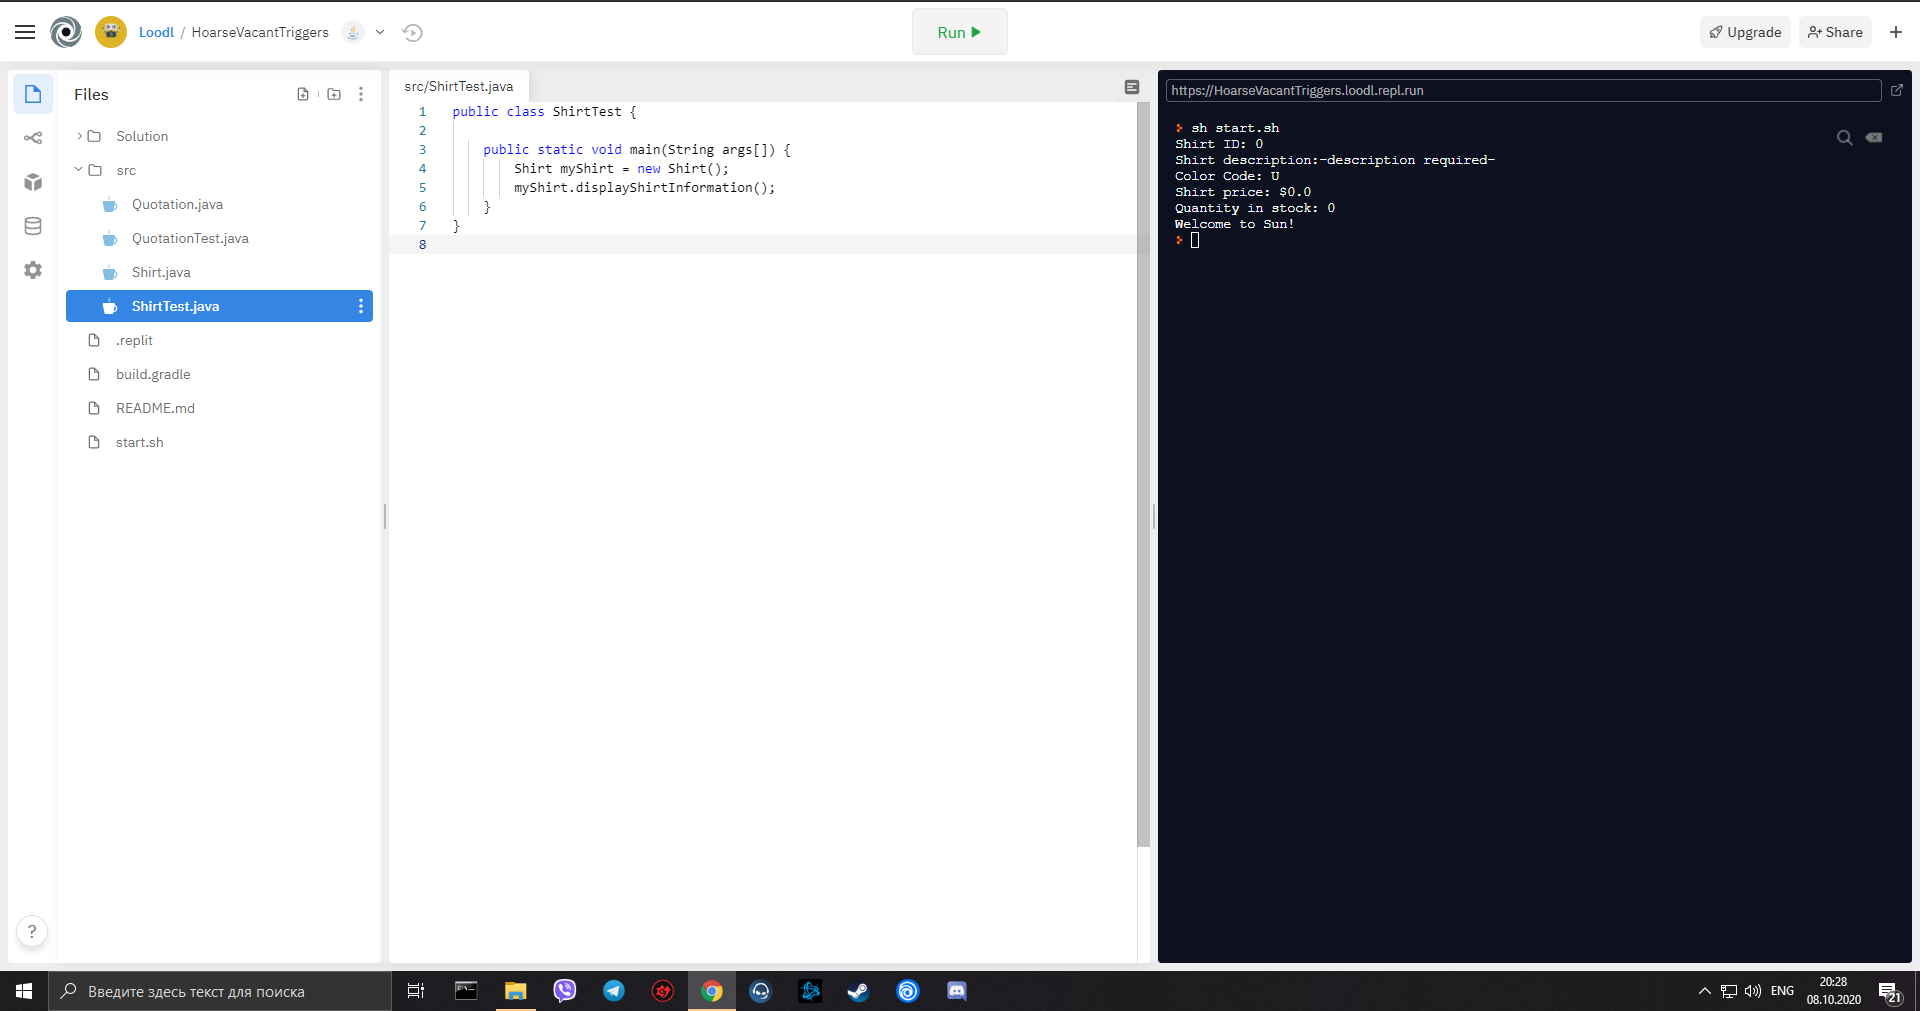 Loodl / HoarseVacantTriggers
Run
Upgrade
Share
Files
Solution
src
Quotation.java
QuotationTest.java
Shirt.java
ShirtTest.java
.replit
build.gradle
README.md
start.sh
?
src/ShirtTest.java
1 public class ShirtTest {
2
3 public static void main(String args[]) {
4 Shirt myShirt = new Shirt();
5 myShirt.displayShirtInformation();
6 }
7 }
8
https://HoarseVacantTriggers.loodl.repl.run
sh start.sh
Shirt ID: 0
Shirt description:-description required-
Color Code: U
Shirt price: $0.0
Quantity in stock: 0
Welcome to Sun!
Введите здесь текст для поиска
ENG
20:28
08.10.2020
21